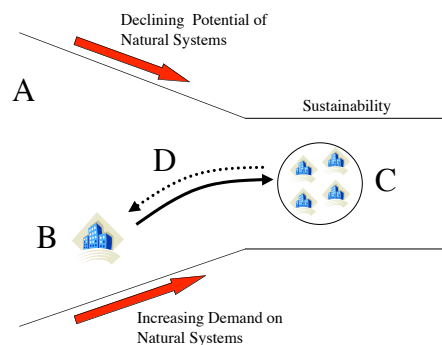 Declining Potential of
Natural Systems
A
Sustainability
D
C
B
Increasing Demand on
Natural Systems